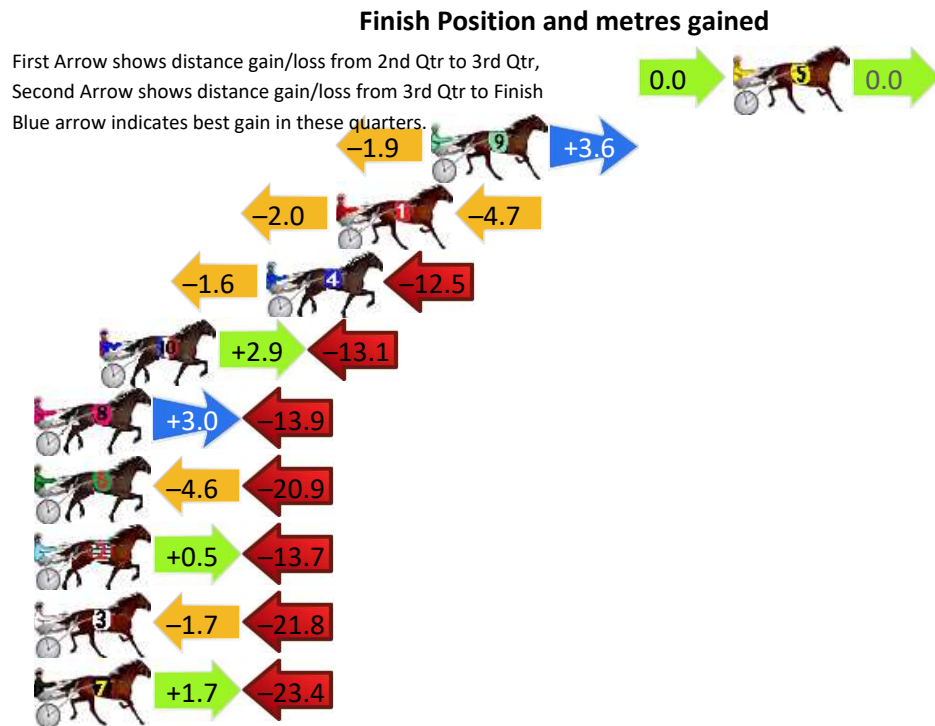 Finish Position and metres gained
First Arrow shows distance gain/loss from 2nd Qtr to 3rd Qtr,
Second Arrow shows distance gain/loss from 3rd Qtr to Finish
Blue arrow indicates best gain in these quarters.
0.0 5 0.0
–1.9 9 +3.6
–2.0 1 –4.7
–1.6 4 –12.5
10 +2.9 –13.1
8 +3.0 –13.9
6 –4.6 –20.9
2 +0.5 –13.7
3 –1.7 –21.8
7 +1.7 –23.4